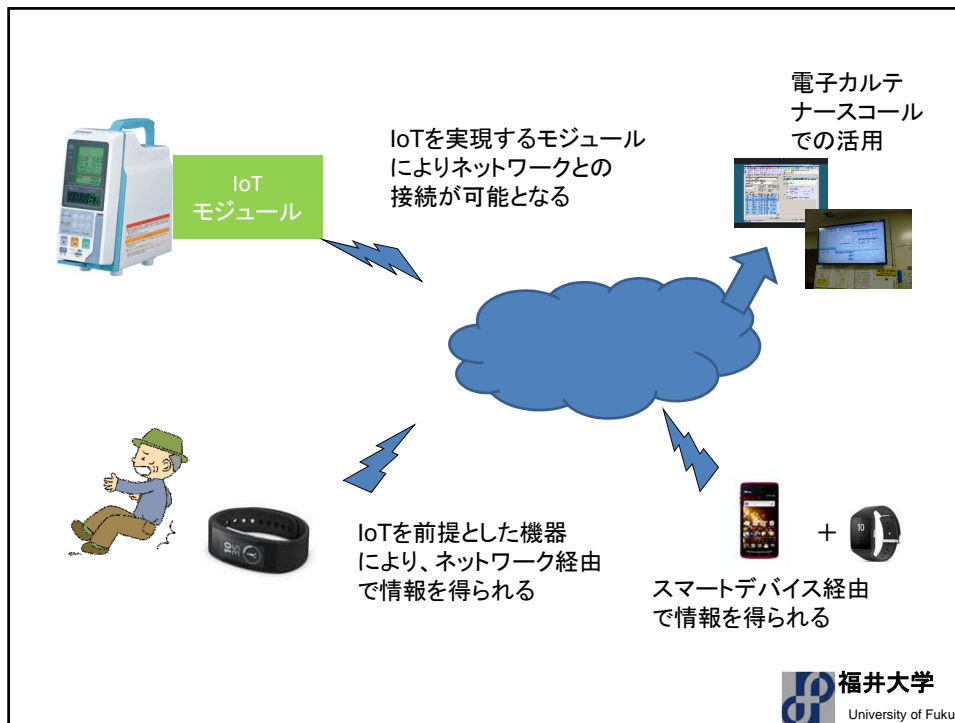 電子カルテ
ナースコール
での活用
IoTを実現するモジュール
によりネットワークとの
接続が可能となる
IoT
モジュール
IoTを前提とした機器
により、ネットワーク経由
で情報を得られる
+
スマートデバイス経由
で情報を得られる
福井大学
University of Fuku